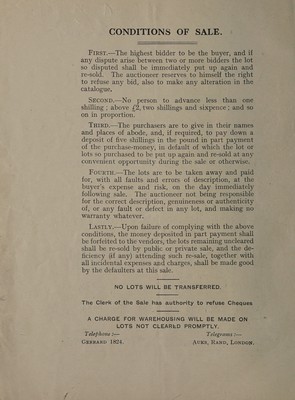 CONDITIONS OF SALE.
FIRST.—The highest bidder to be the buyer, and if
any dispute arise between two or more bidders the lot
so disputed shall be immediately put up again and
re-sold. The auctioneer reserves to himself the right
to refuse any bid, also to make any alteration in the
catalogue.
SECOND.—No person to advance less than one
shilling; above £2, two shillings and sixpence; and so
on in proportion.
THIRD.—The purchasers are to give in their names
and places of abode, and, if required, to pay down a
deposit of five shillings in the pound in part payment
of the purchase-money, in default of which the lot or
lots so purchased to be put up again and re-sold at any
convenient opportunity during the sale or otherwise.
FOURTH.—The lots are to be taken away and paid
for, with all faults and errors of description, at the
buyer's expense and risk, on the day immediately
following sale. The auctioneer not being responsible
for the correct description, genuineness or authenticity
of, or any fault or defect in any lot, and making no
warranty whatever.
LASTLY.—Upon failure of complying with the above
conditions, the money deposited in part payment shall
be forfeited to the vendors, the lots remaining uncleared
shall be re-sold by public or private sale, and the de-
ficiency (if any) attending such re-sale, together with
all incidental expenses and charges, shall be made good
by the defaulters at this sale.
NO LOTS WILL BE TRANSFERRED.
The Clerk of the Sale has authority to refuse Cheques
A CHARGE FOR WAREHOUSING WILL BE MADE ON
LOTS NOT CLEARED PROMPTLY.
Telephone :— Telegrams :—
GERRARD 1824. AUKS, RAND, LONDON.